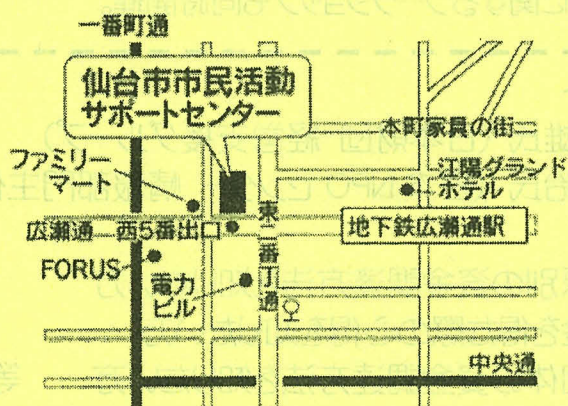 一番町通
仙台市市民活動
サポートセンター
本町家具の街
ファミリー
マート
江陽グランド
ホテル
広瀬通
西5番出口
東二番丁通
地下鉄広瀬通駅
FORUS
電力
ビル
中央通